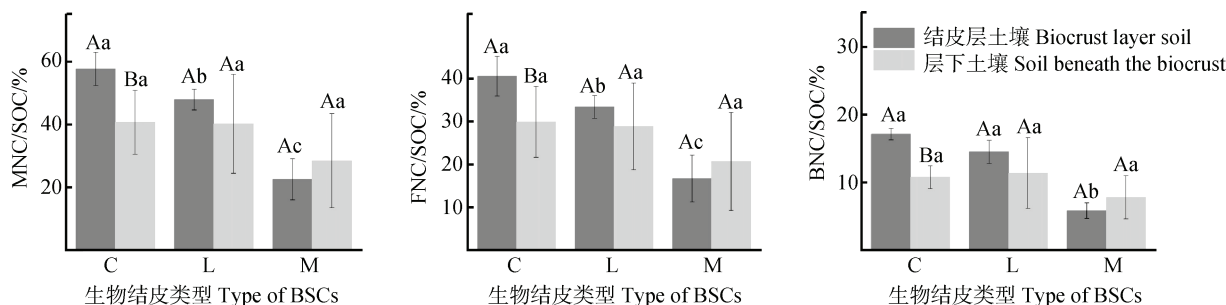 MNC/SOC/%
60
40
20
Aa
Ba
Ab
Aa
Ac
Aa
C
L
M
生物结皮类型 Type of BSCs
FNC/SOC/%
40
30
20
10
Aa
Ba
Ab
Aa
Ac
Aa
C
L
M
生物结皮类型 Type of BSCs
BNC/SOC/%
30
20
10
结皮层土壤 Biocrust layer soil
层下土壤 Soil beneath the biocrust
Aa
Ba
Aa
Aa
Ab
Aa
C
L
M
生物结皮类型 Type of BSCs